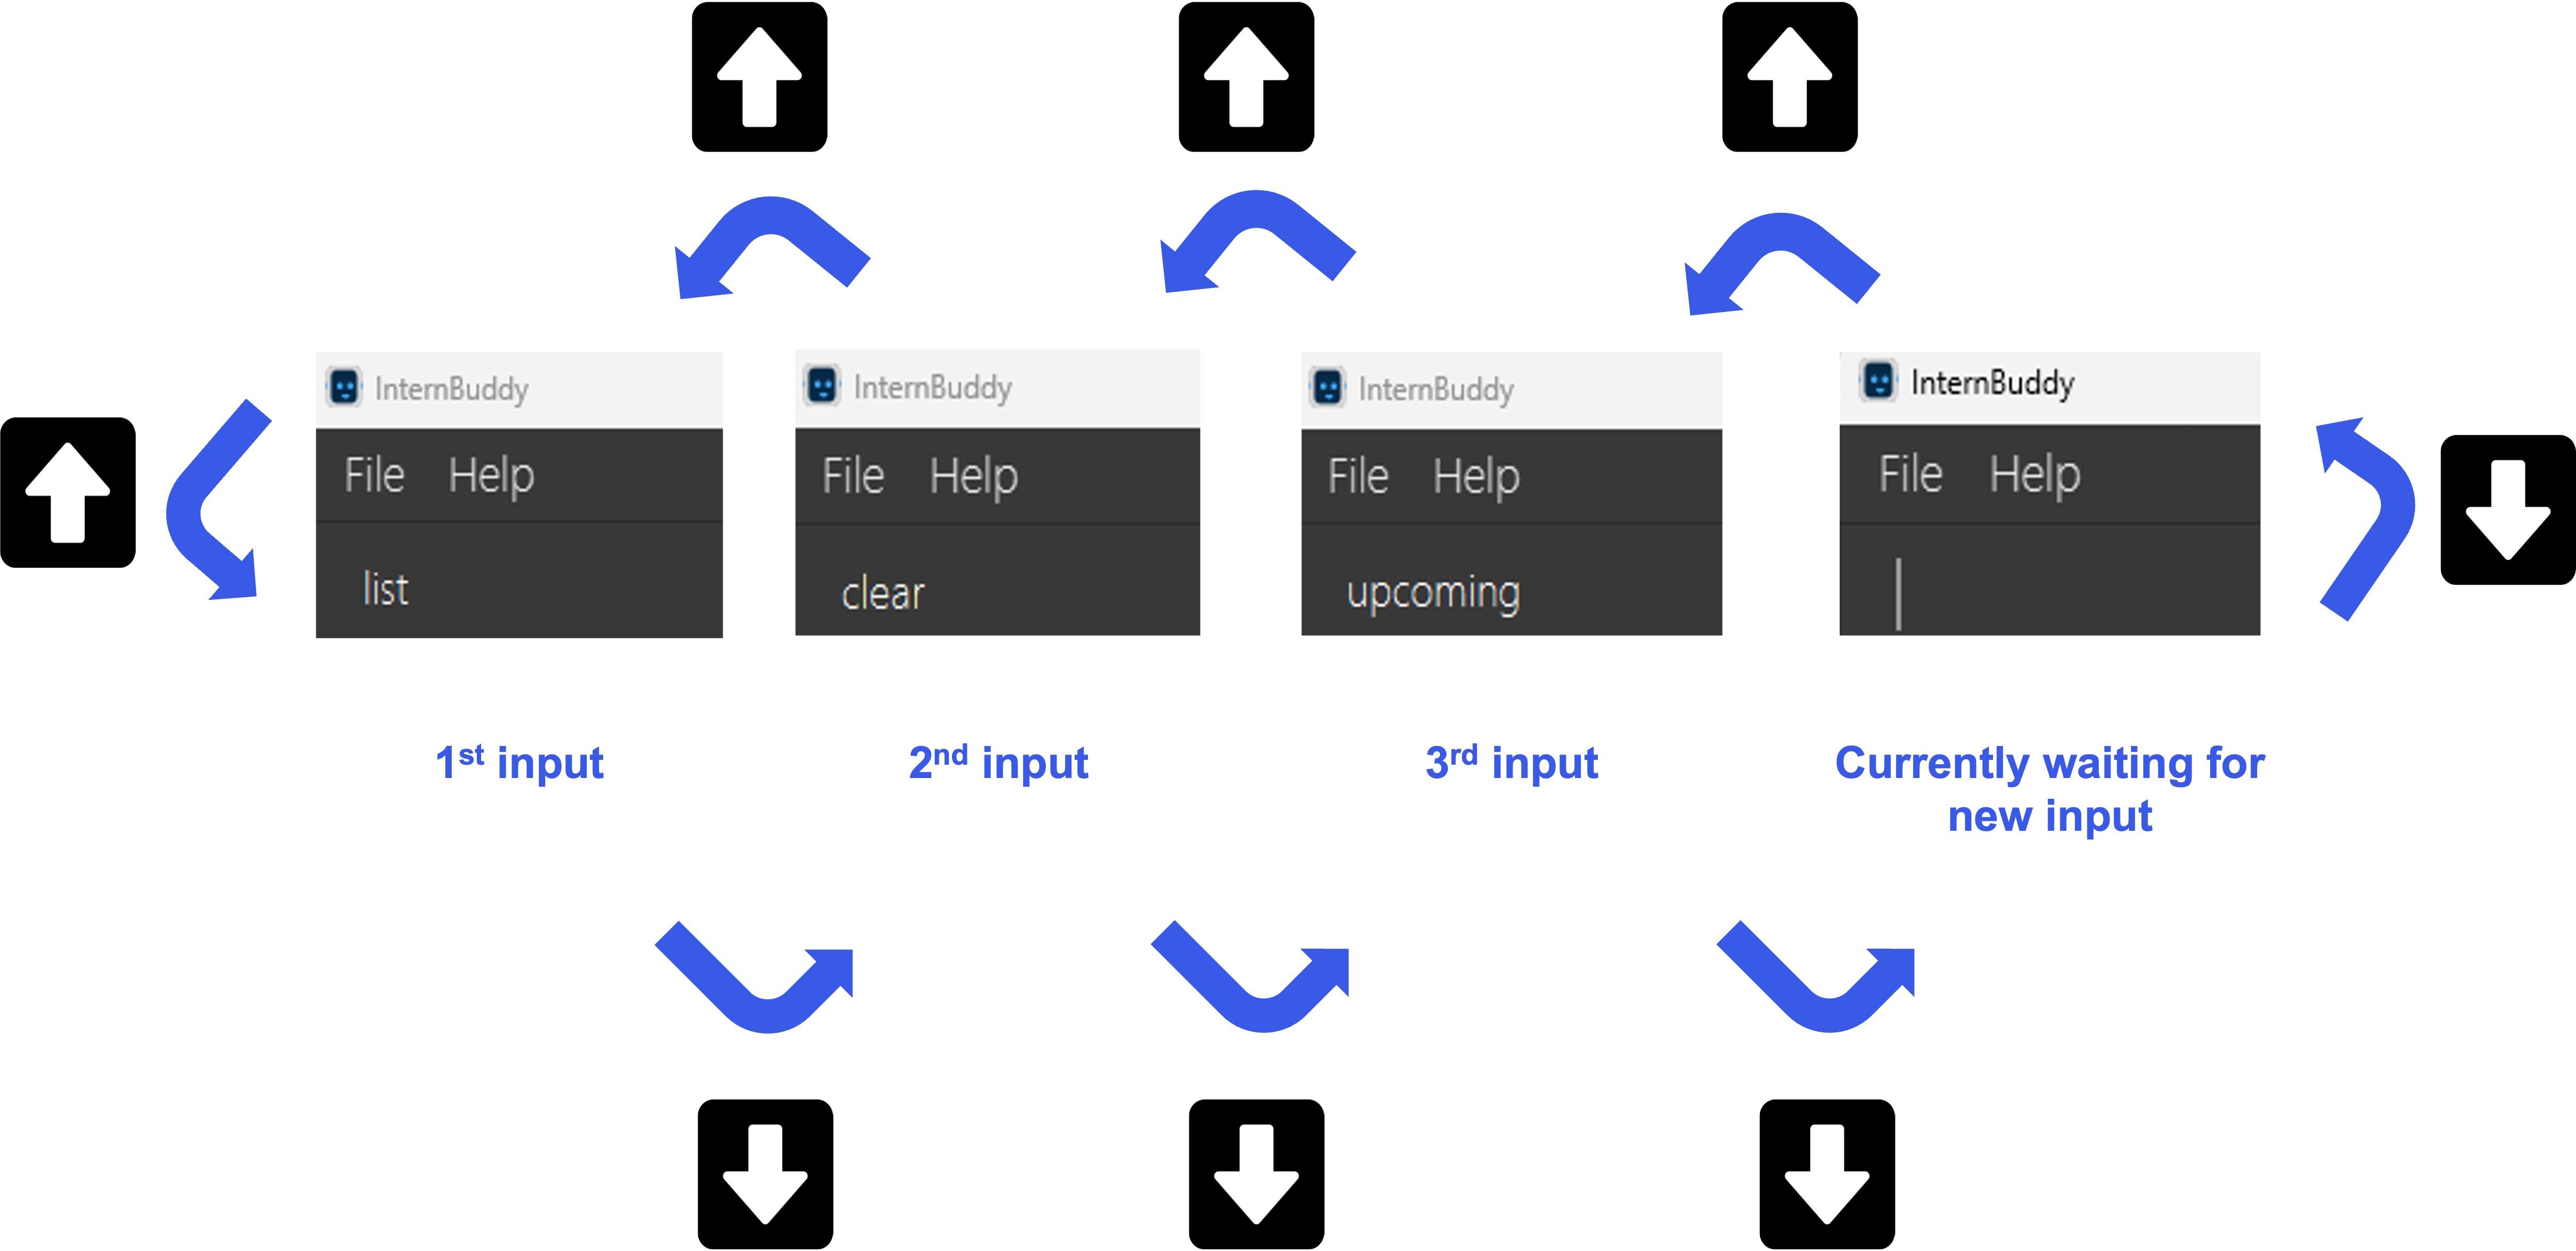 InternBuddy
File Help
list
1st input
InternBuddy
File Help
clear
2nd input
InternBuddy
File Help
upcoming
3rd input
InternBuddy
File Help
Currently waiting for
new input